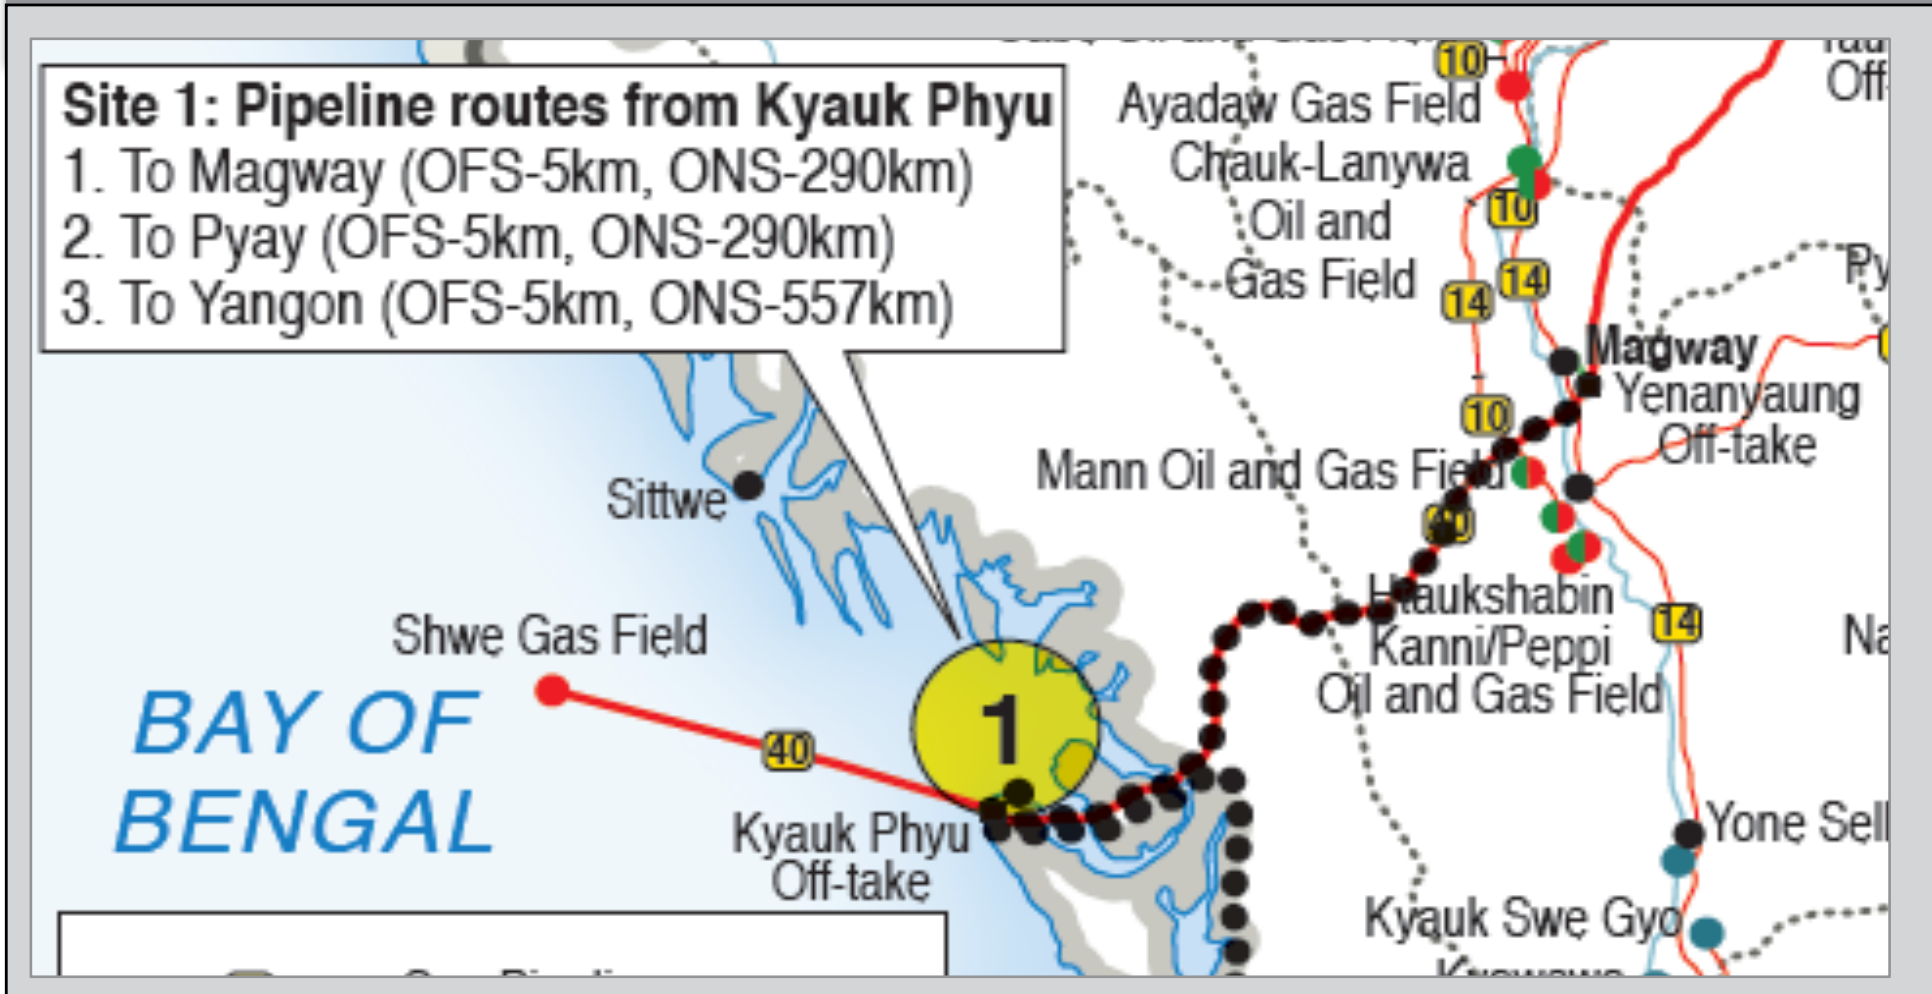 Site 1: Pipeline routes from Kyauk Phyu
1. To Magway (OFS-5km, ONS-290km)
2. To Pyay (OFS-5km, ONS-290km)
3. To Yangon (OFS-5km, ONS-557km)
10
Ayadaw Gas Field
Off-
Chauk-Lanywa
Oil and
Gas Field
10
14
14
Py
Magway
Yenanyaung
Off-take
10
Mann Oil and Gas Field
Sittwe
Htaukshabin
Kanni/Peppi
Oil and Gas Field
14
Na
Shwe Gas Field
40
1
BAY OF
BENGAL
Kyauk Phyu
Off-take
Yone Sell
Kyauk Swe Gyo